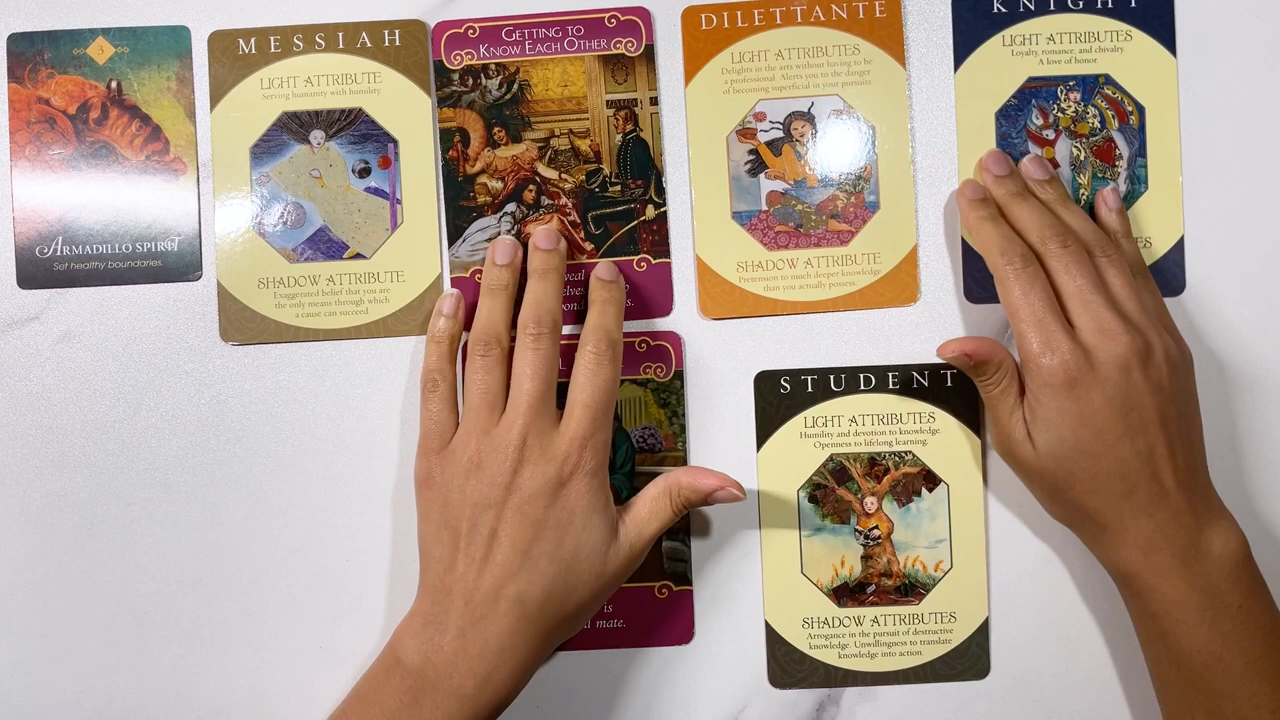 3
ARMADILLO SPIRIT
Set healthy boundaries.
MESSIAH
LIGHT ATTRIBUTE
Serving humanity with humility.
SHADOW ATTRIBUTE
Exaggerated belief that you are
the only means through which
a cause can succeed.
GETTING TO
KNOW EACH OTHER
is
mate.
DILETTANTE
LIGHT ATTRIBUTES
Delights in the arts without having to be
a professional. Alerts you to the danger
of becoming superficial in your pursuits.
SHADOW ATTRIBUTE
Pretension to much deeper knowledge
than you actually possess.
KNIGHT
LIGHT ATTRIBUTES
Loyalty, romance, and chivalry.
A love of honor.
STUDENT
LIGHT ATTRIBUTES
Humility and devotion to knowledge.
Openness to lifelong learning.
SHADOW ATTRIBUTES
Arrogance in the pursuit of destructive
knowledge. Unwillingness to translate
knowledge into action.